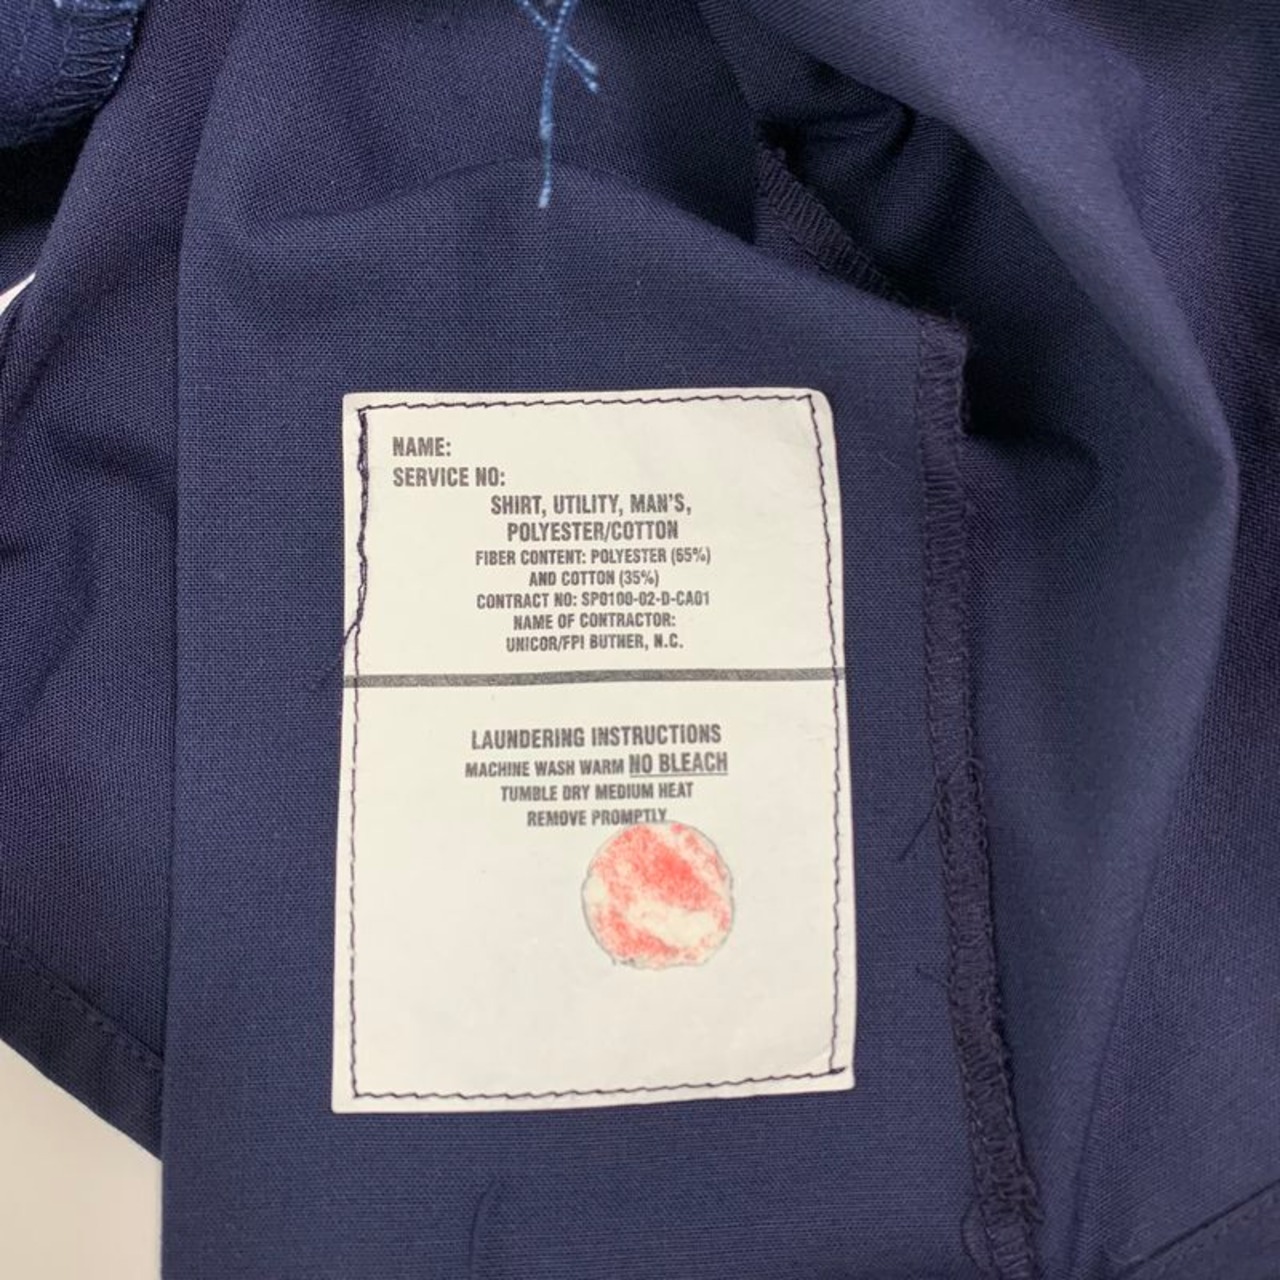 NAME:
SERVICE NO:
SHIRT, UTILITY, MAN'S,
POLYESTER/COTTON
FIBER CONTENT: POLYESTER (65%)
AND COTTON (35%)
CONTRACT NO: SP0100-02-D-CA01
NAME OF CONTRACTOR:
UNICOR/FPI BUTNER, N.C.
LAUNDERING INSTRUCTIONS
MACHINE WASH WARM NO BLEACH
TUMBLE DRY MEDIUM HEAT
REMOVE PROMPTLY